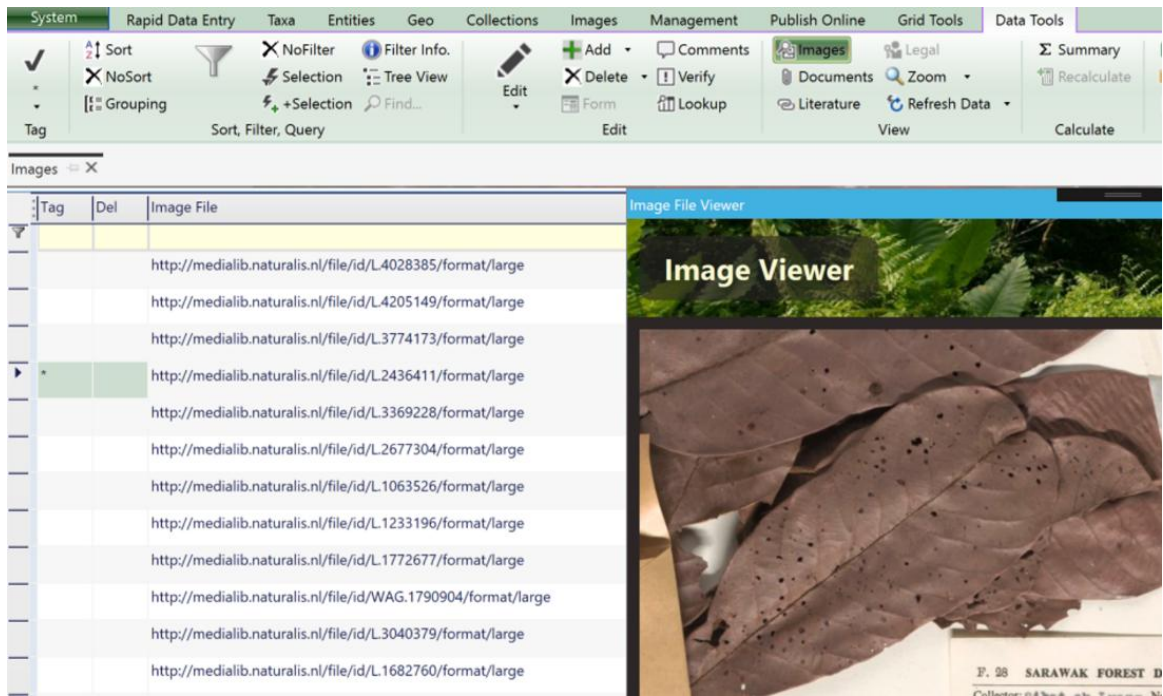 System Rapid Data Entry Taxa Entities Geo Collections Images Management Publish Online Grid Tools Data Tools
Sort NoFilter Filter Info. Add Comments Images Legal Σ Summary
NoSort Selection Tree View Edit Delete Verify Documents Zoom Recalculate
Grouping +Selection Find... Form Lookup Literature Refresh Data
Tag Sort, Filter, Query Edit View Calculate
Images
Tag Del Image File
Image File Viewer
Image Viewer
http://medialib.naturalis.nl/file/id/L.4028385/format/large
http://medialib.naturalis.nl/file/id/L.4205149/format/large
http://medialib.naturalis.nl/file/id/L.3774173/format/large
* http://medialib.naturalis.nl/file/id/L.2436411/format/large
http://medialib.naturalis.nl/file/id/L.3369228/format/large
http://medialib.naturalis.nl/file/id/L.2677304/format/large
http://medialib.naturalis.nl/file/id/L.1063526/format/large
http://medialib.naturalis.nl/file/id/L.1233196/format/large
http://medialib.naturalis.nl/file/id/L.1772677/format/large
http://medialib.naturalis.nl/file/id/WAG.1790904/format/large
http://medialib.naturalis.nl/file/id/L.3040379/format/large
http://medialib.naturalis.nl/file/id/L.1682760/format/large
F. 28 SARAWAK FOREST D